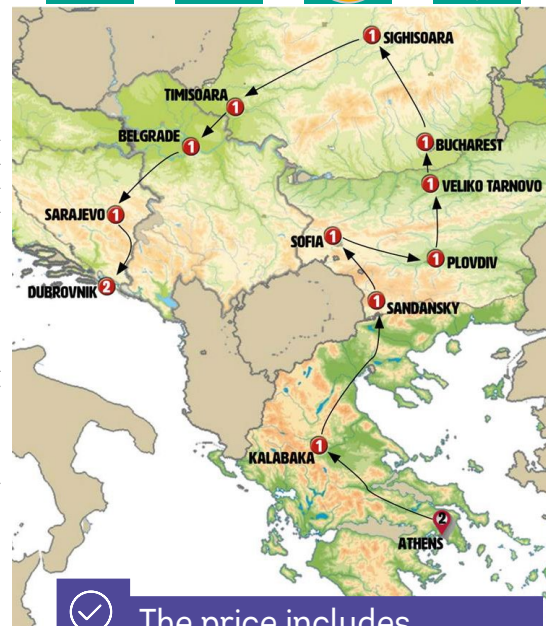 1 SIGHISOARA
TIMISOARA 1
BELGRADE 1
1 BUCHAREST
1 VELIKO TARNOVO
SARAJEVO 1
SOFIA 1
1 PLOVDIV
DUBROVNIK 2
1 SANDANSKY
KALABAKA 1
2
ATHENS
The price includes